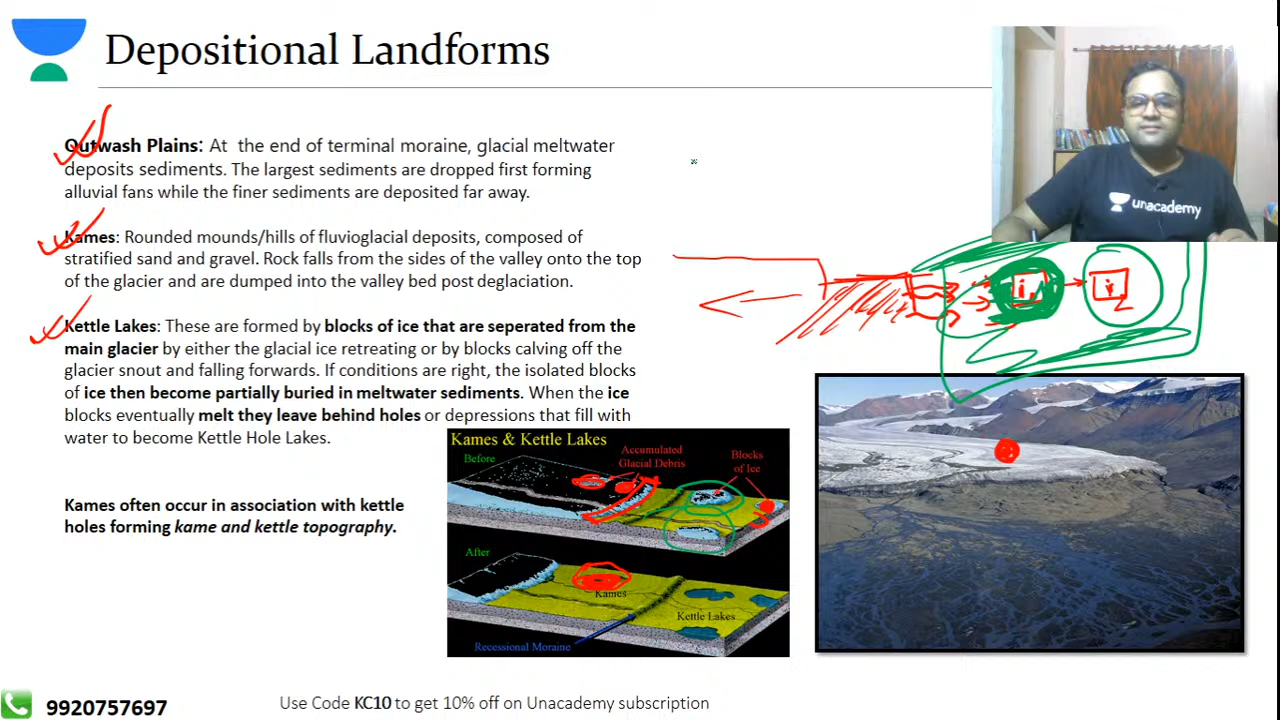 Depositional Landforms
unacademy
Outwash Plains: At the end of terminal moraine, glacial meltwater
deposits sediments. The largest sediments are dropped first forming
alluvial fans while the finer sediments are deposited far away.
Kames: Rounded mounds/hills of fluvioglacial deposits, composed of
stratified sand and gravel. Rock falls from the sides of the valley onto the top
of the glacier and are dumped into the valley bed post deglaciation.
Kettle Lakes: These are formed by blocks of ice that are seperated from the
main glacier by either the glacial ice retreating or by blocks calving off the
glacier snout and falling forwards. If conditions are right, the isolated blocks
of ice then become partially buried in meltwater sediments. When the ice
blocks eventually melt they leave behind holes or depressions that fill with
water to become Kettle Hole Lakes.
Kames often occur in association with kettle
holes forming kame and kettle topography.
Kames & Kettle Lakes
Before
Accumulated
Glacial Debris
Blocks
of Ice
After
Kames
Kettle Lakes
Recessional Moraine
9920757697
Use Code KC10 to get 10% off on Unacademy subscription